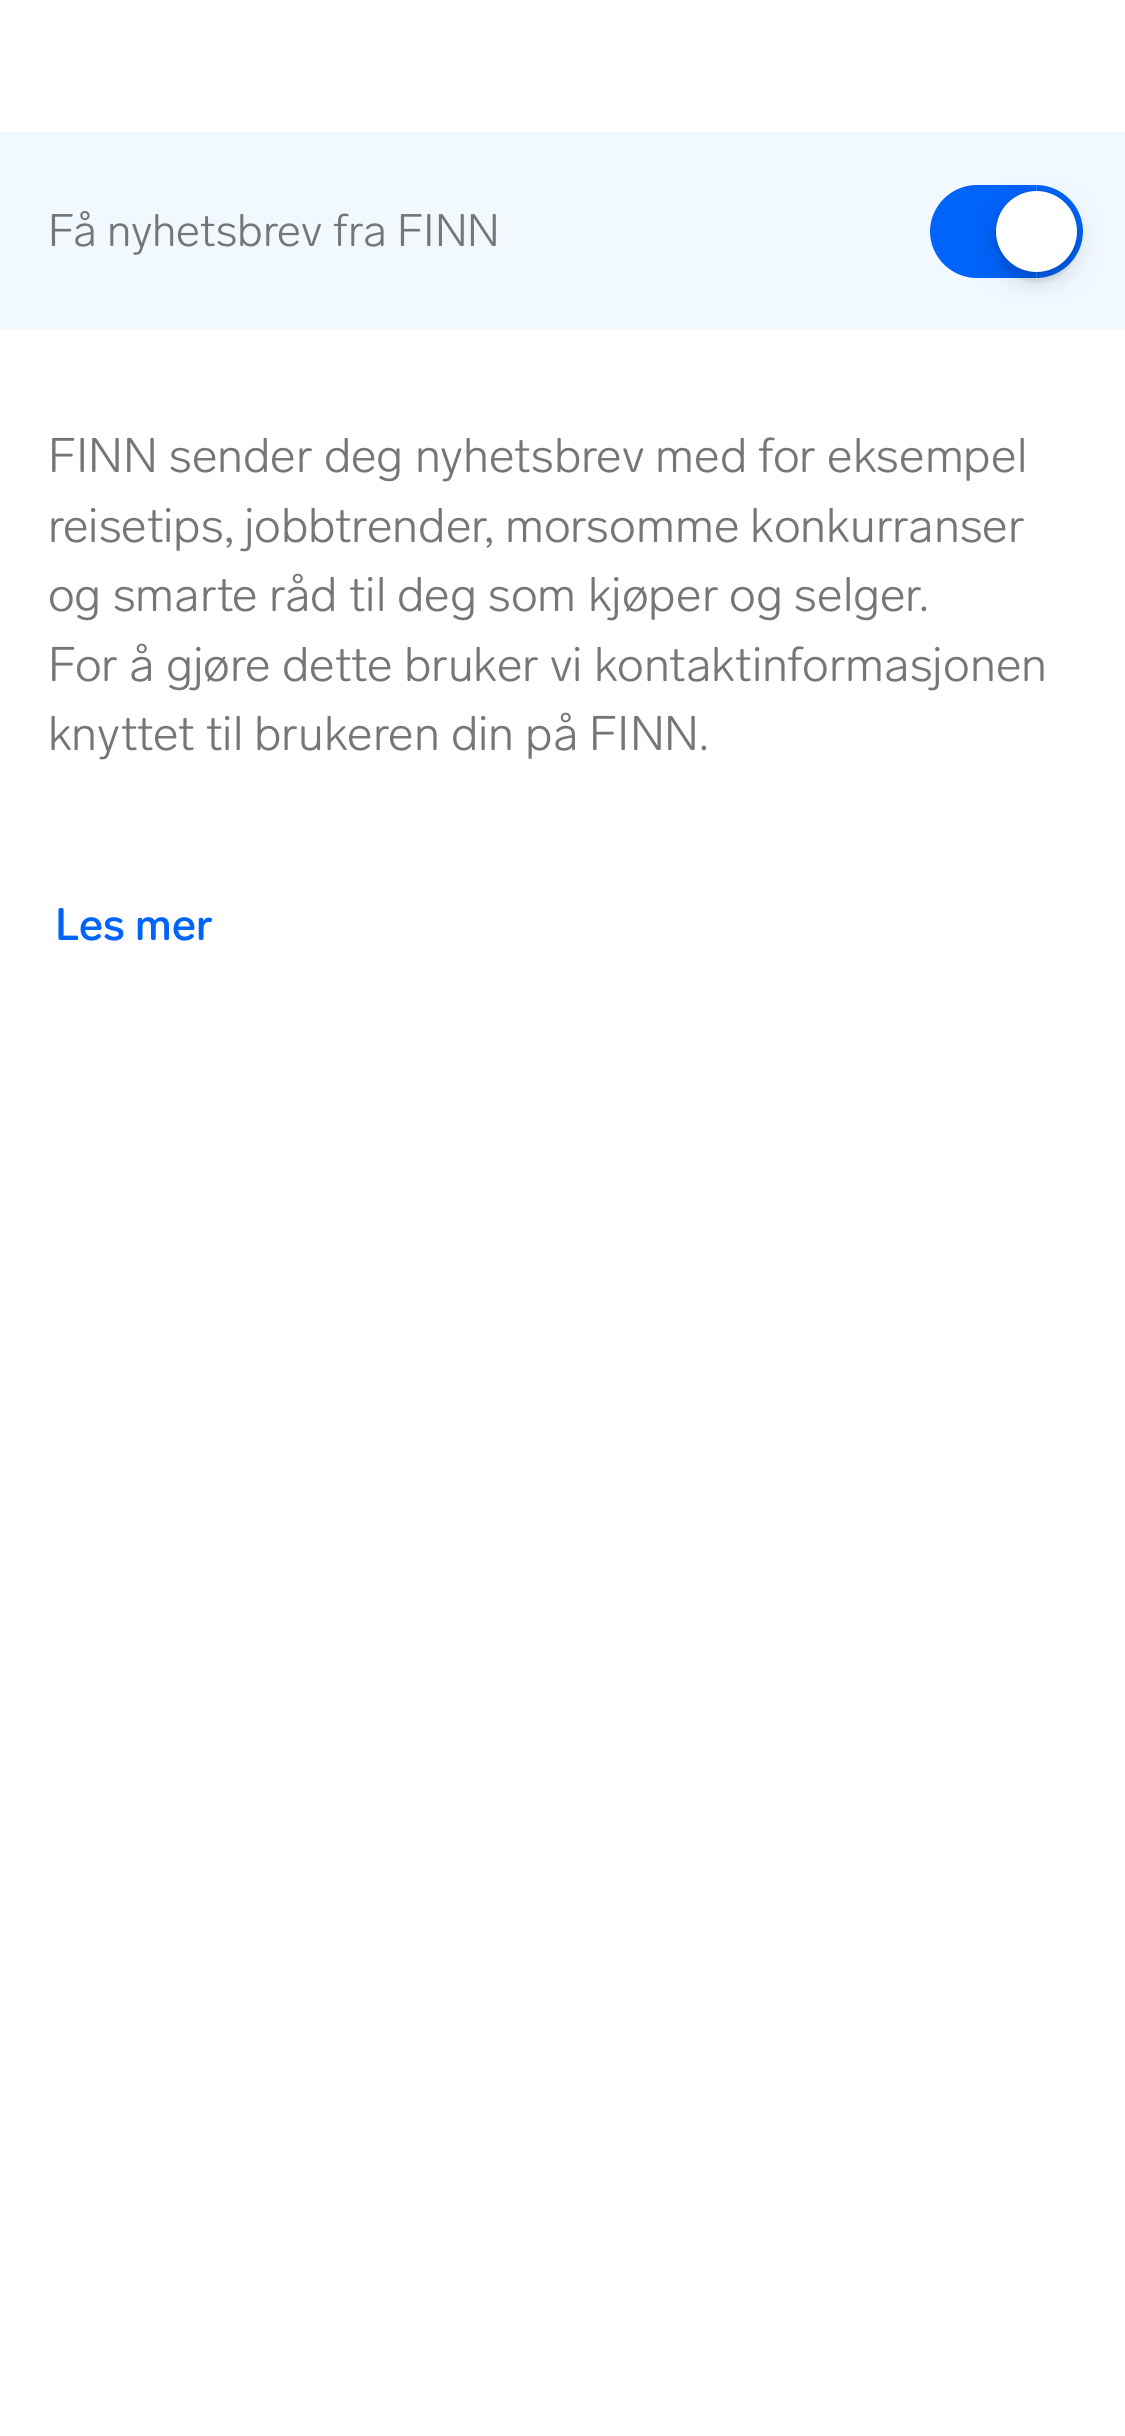 Få nyhetsbrev fra FINN
FINN sender deg nyhetsbrev med for eksempel
reisetips, jobbtrender, morsomme konkurranser
og smarte råd til deg som kjøper og selger.
For å gjøre dette bruker vi kontaktinformasjonen
knyttet til brukeren din på FINN.
Les mer